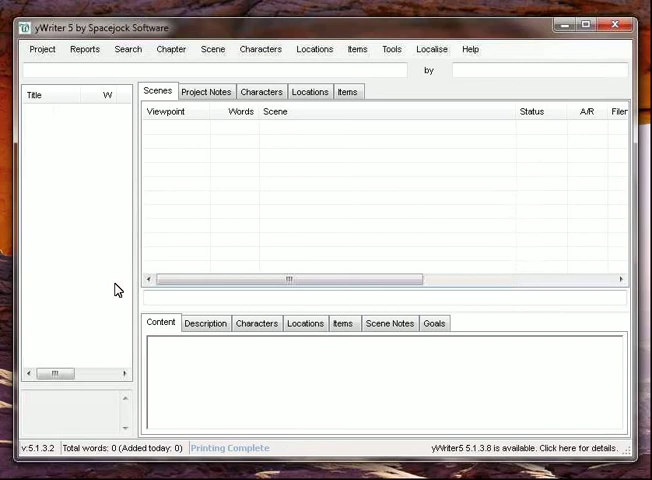 yWriter 5 by Spacejock Software
Project Reports Search Chapter Scene Characters Locations Items Tools Localise Help
by
Title W
Scenes Project Notes Characters Locations Items
Viewpoint Words Scene Status A/R Filer
Content Description Characters Locations Items Scene Notes Goals
v:5.1.3.2 Total words: 0 (Added today: 0) Printing Complete yWriter5 5.1.3.8 is available. Click here for details.